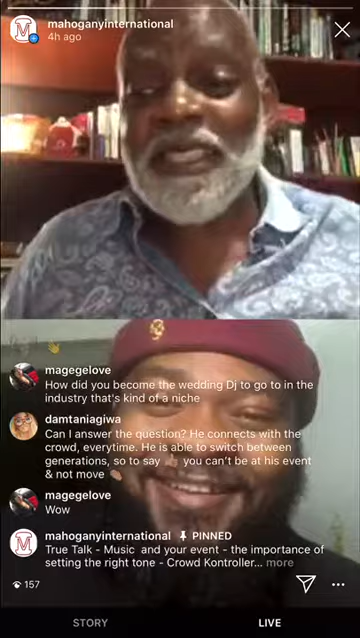 mahoganyinternational
4h ago
magegelove
How did you become the wedding Dj to go to in the
industry that's kind of a niche
damtaniagiwa
Can I answer the question? He connects with the
crowd, everytime. He is able to switch between
generations, so to say you can't be at his event
& not move
magegelove
Wow
mahoganyinternational PINNED
True Talk - Music and your event - the importance of
setting the right tone - Crowd Kontroller... more
157
STORY LIVE